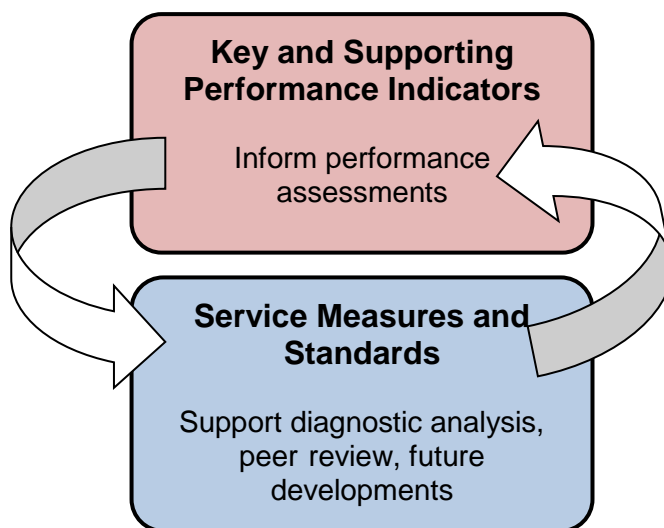 Key and Supporting
Performance Indicators
Inform performance
assessments
Service Measures and
Standards
Support diagnostic analysis,
peer review, future
developments